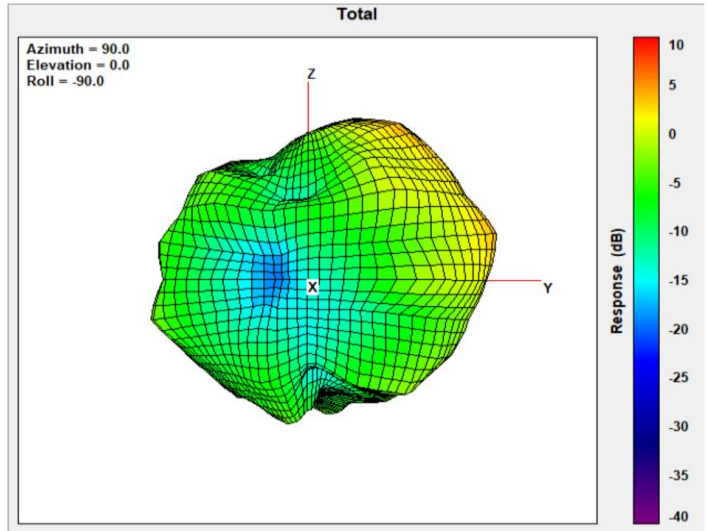 Total
Azimuth = 90.0
Elevation = 0.0
Roll = -90.0
Z
X
Y
10
5
0
-5
-10
-15
-20
-25
-30
-35
-40
Response (dB)